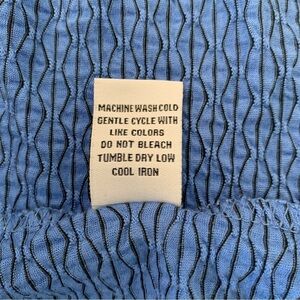 MACHINE WASH COLD
GENTLE CYCLE WITH
LIKE COLORS
DO NOT BLEACH
TUMBLE DRY LOW
COOL IRON